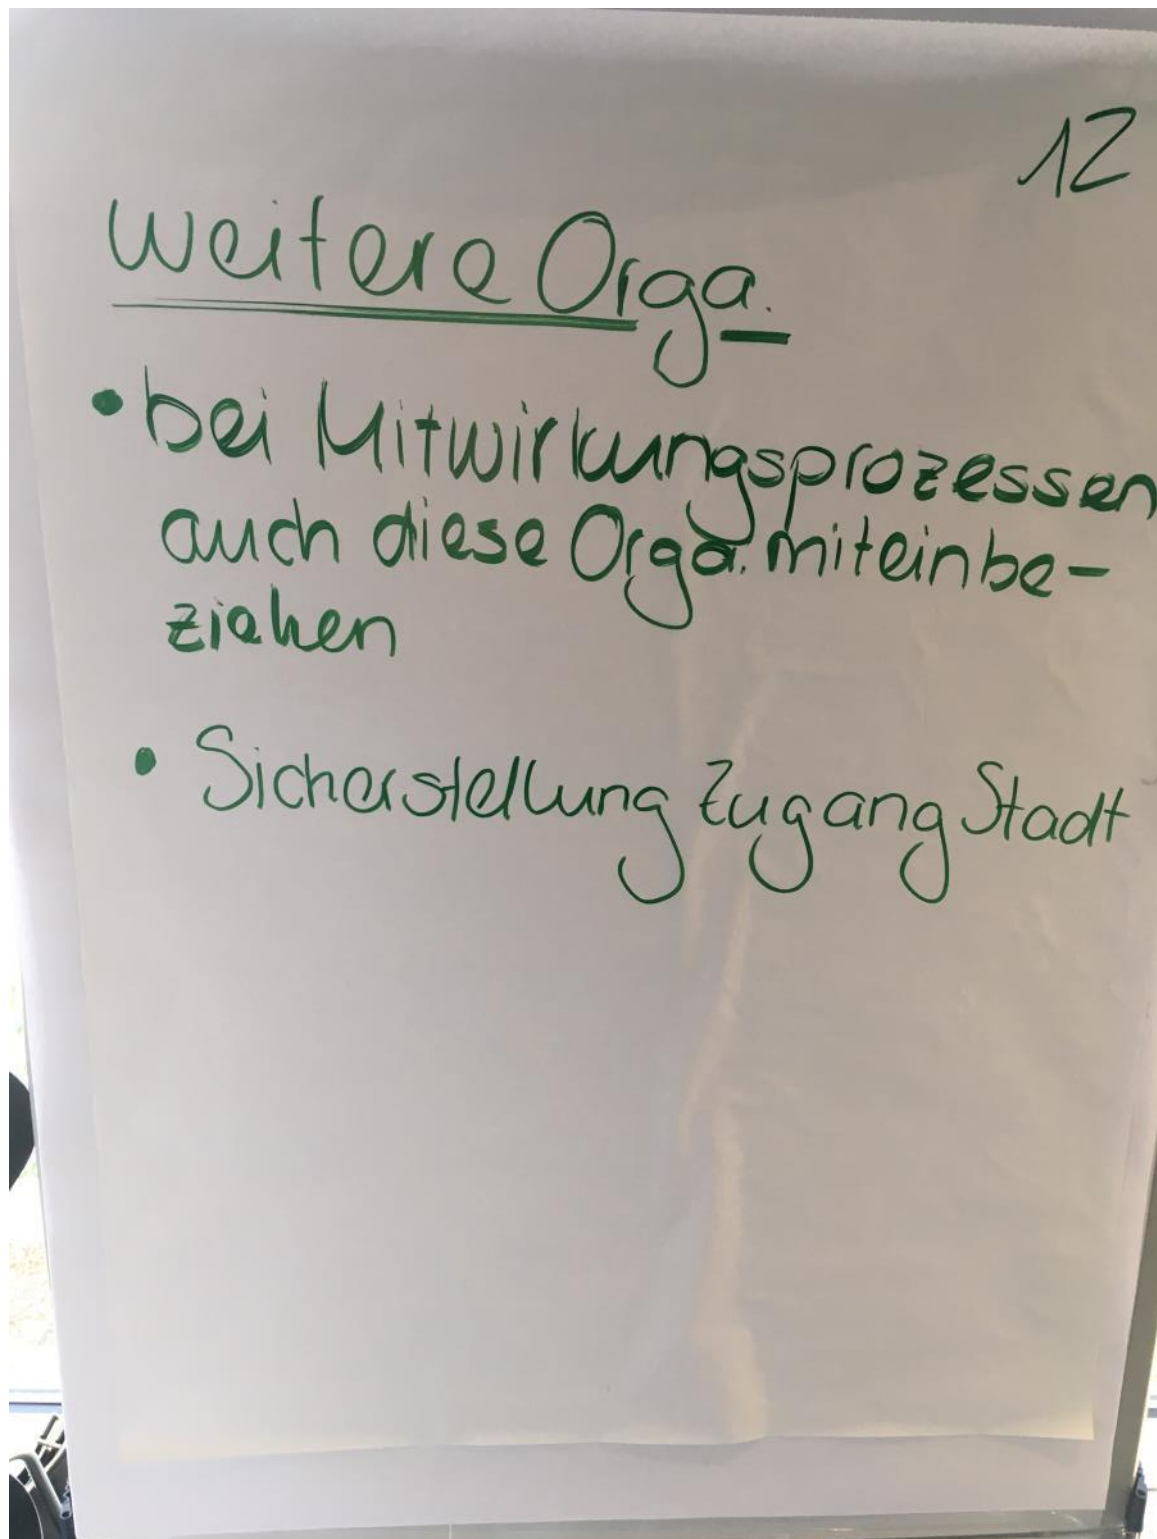 12
weitere Orga.
• bei Mitwirkungsprozessen
auch diese Orga. miteinbe-
ziehen
• Sicherstellung Zugang Stadt